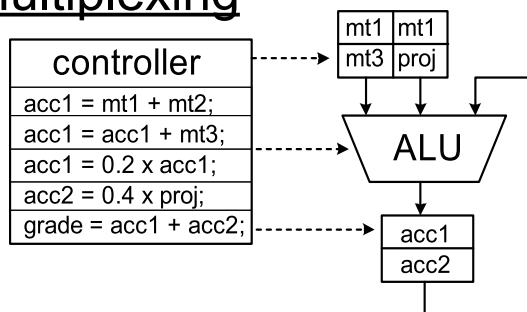 multiplexing
controller
acc1 = mt1 + mt2;
acc1 = acc1 + mt3;
acc1 = 0.2 x acc1;
acc2 = 0.4 x proj;
grade = acc1 + acc2;
mt1 mt1
mt3 proj
ALU
acc1
acc2